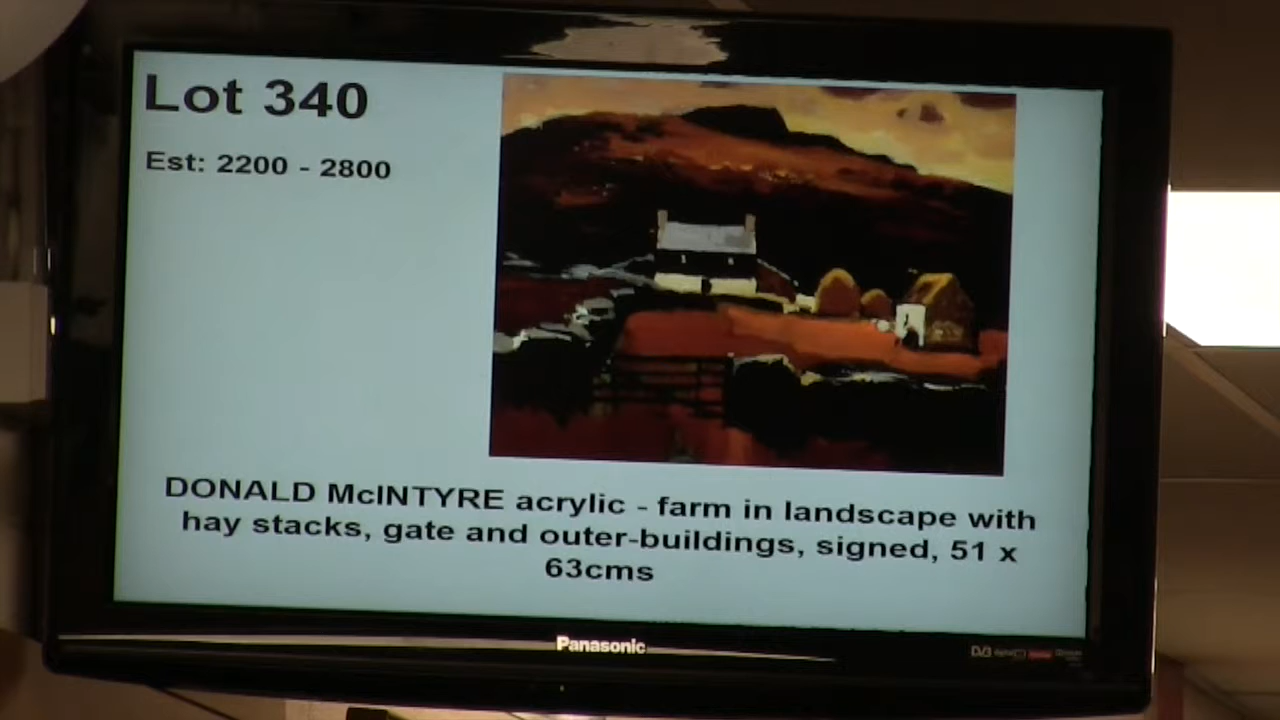 Lot 340
Est: 2200 - 2800
DONALD McINTYRE acrylic - farm in landscape with
hay stacks, gate and outer-buildings, signed, 51 x
63cms
Panasonic
DVB